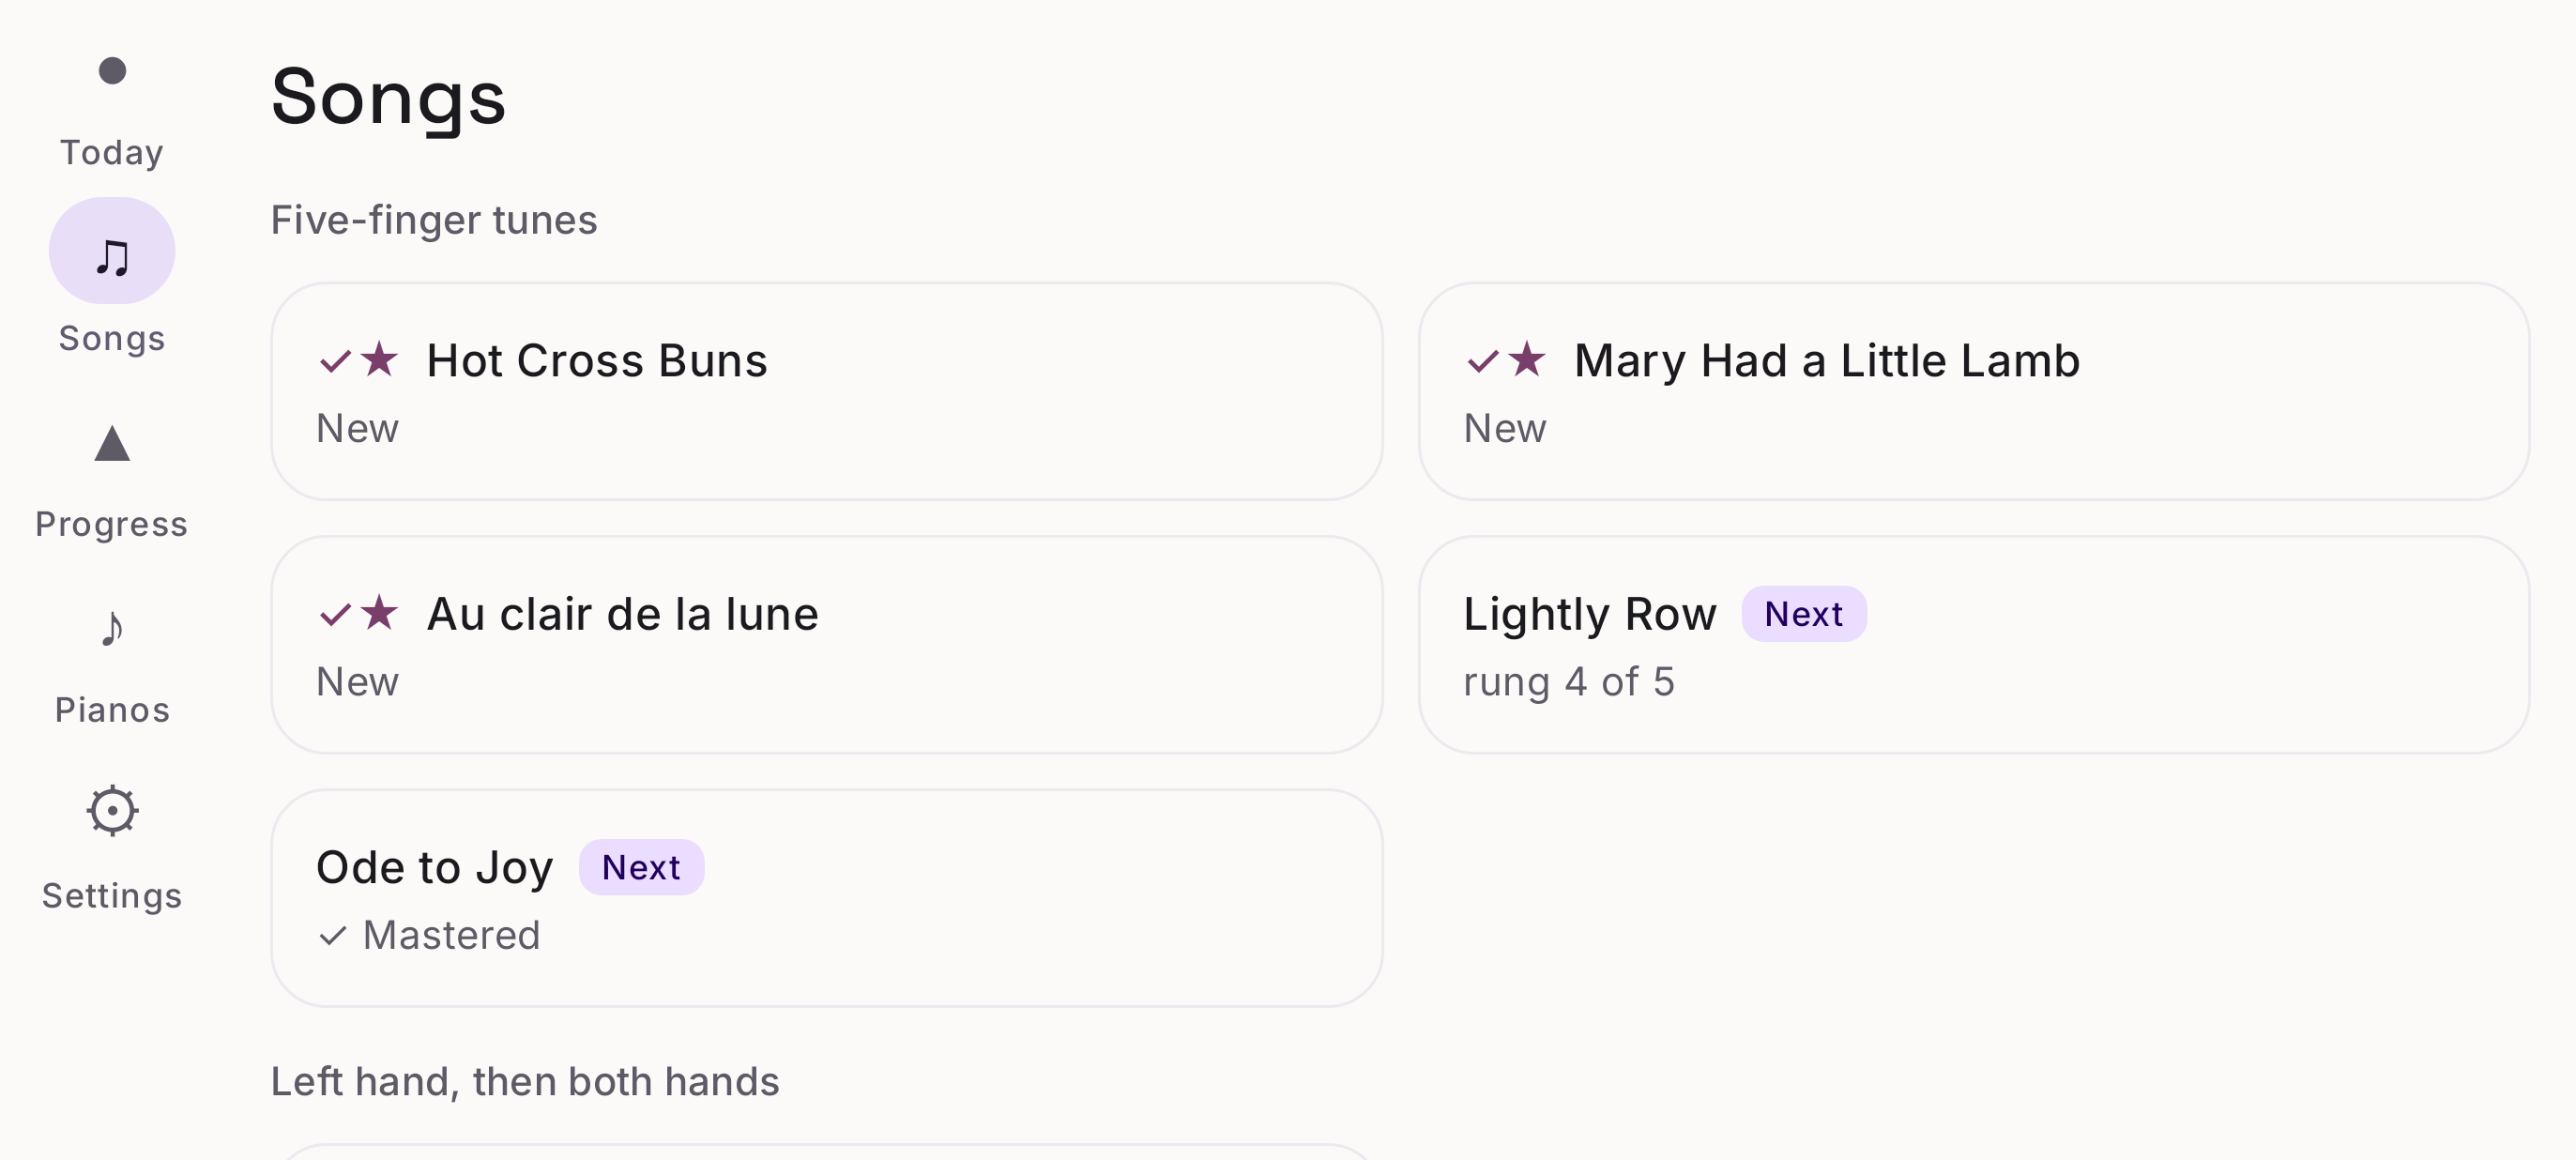 Today
Songs
Progress
Pianos
Settings
Songs
Five-finger tunes
✓★ Hot Cross Buns
New
✓★ Mary Had a Little Lamb
New
✓★ Au clair de la lune
New
Lightly Row Next
rung 4 of 5
Ode to Joy Next
✓ Mastered
Left hand, then both hands